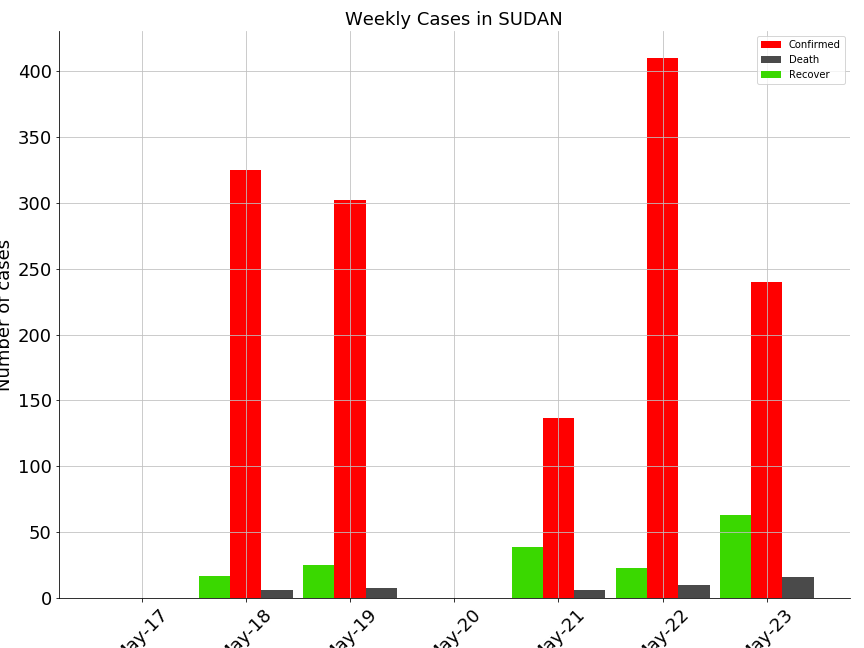 Weekly Cases in SUDAN
Confirmed
Death
Recover
Number of cases
400
350
300
250
200
150
100
50
0
May-17
May-18
May-19
May-20
May-21
May-22
May-23